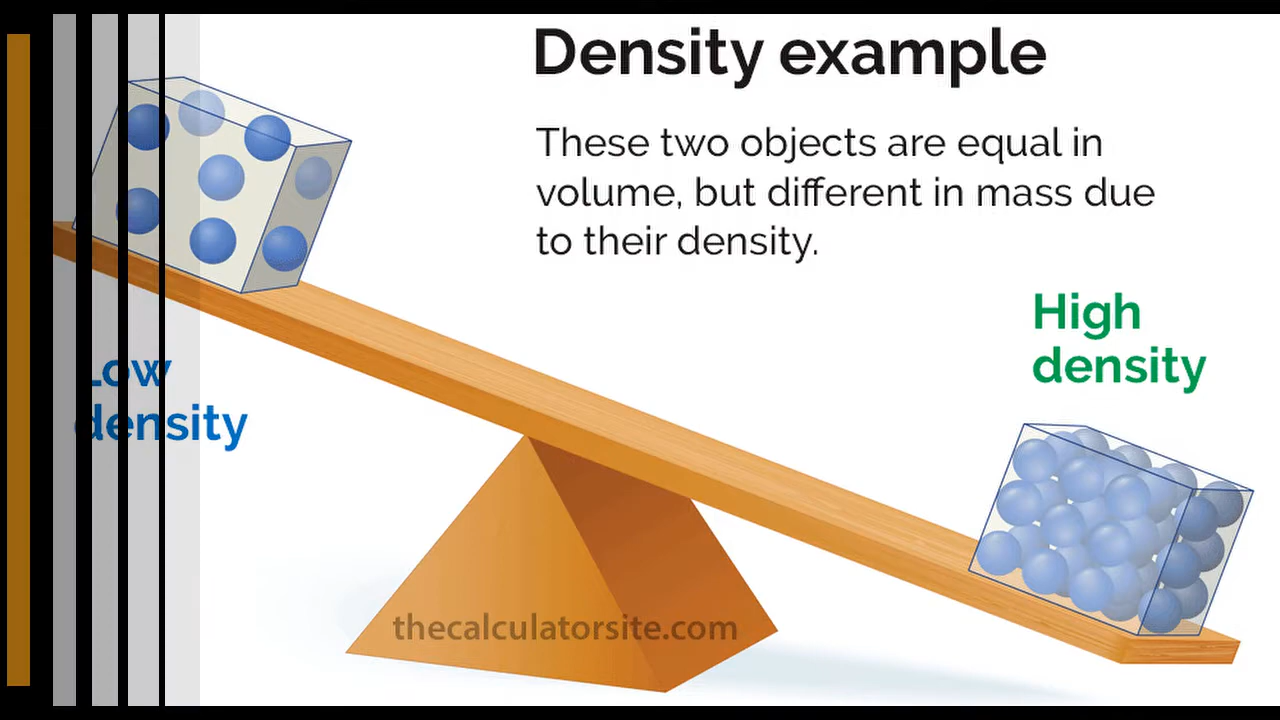 Density example
These two objects are equal in
volume, but different in mass due
to their density.
High
density
Low
density
thecalculatorsite.com